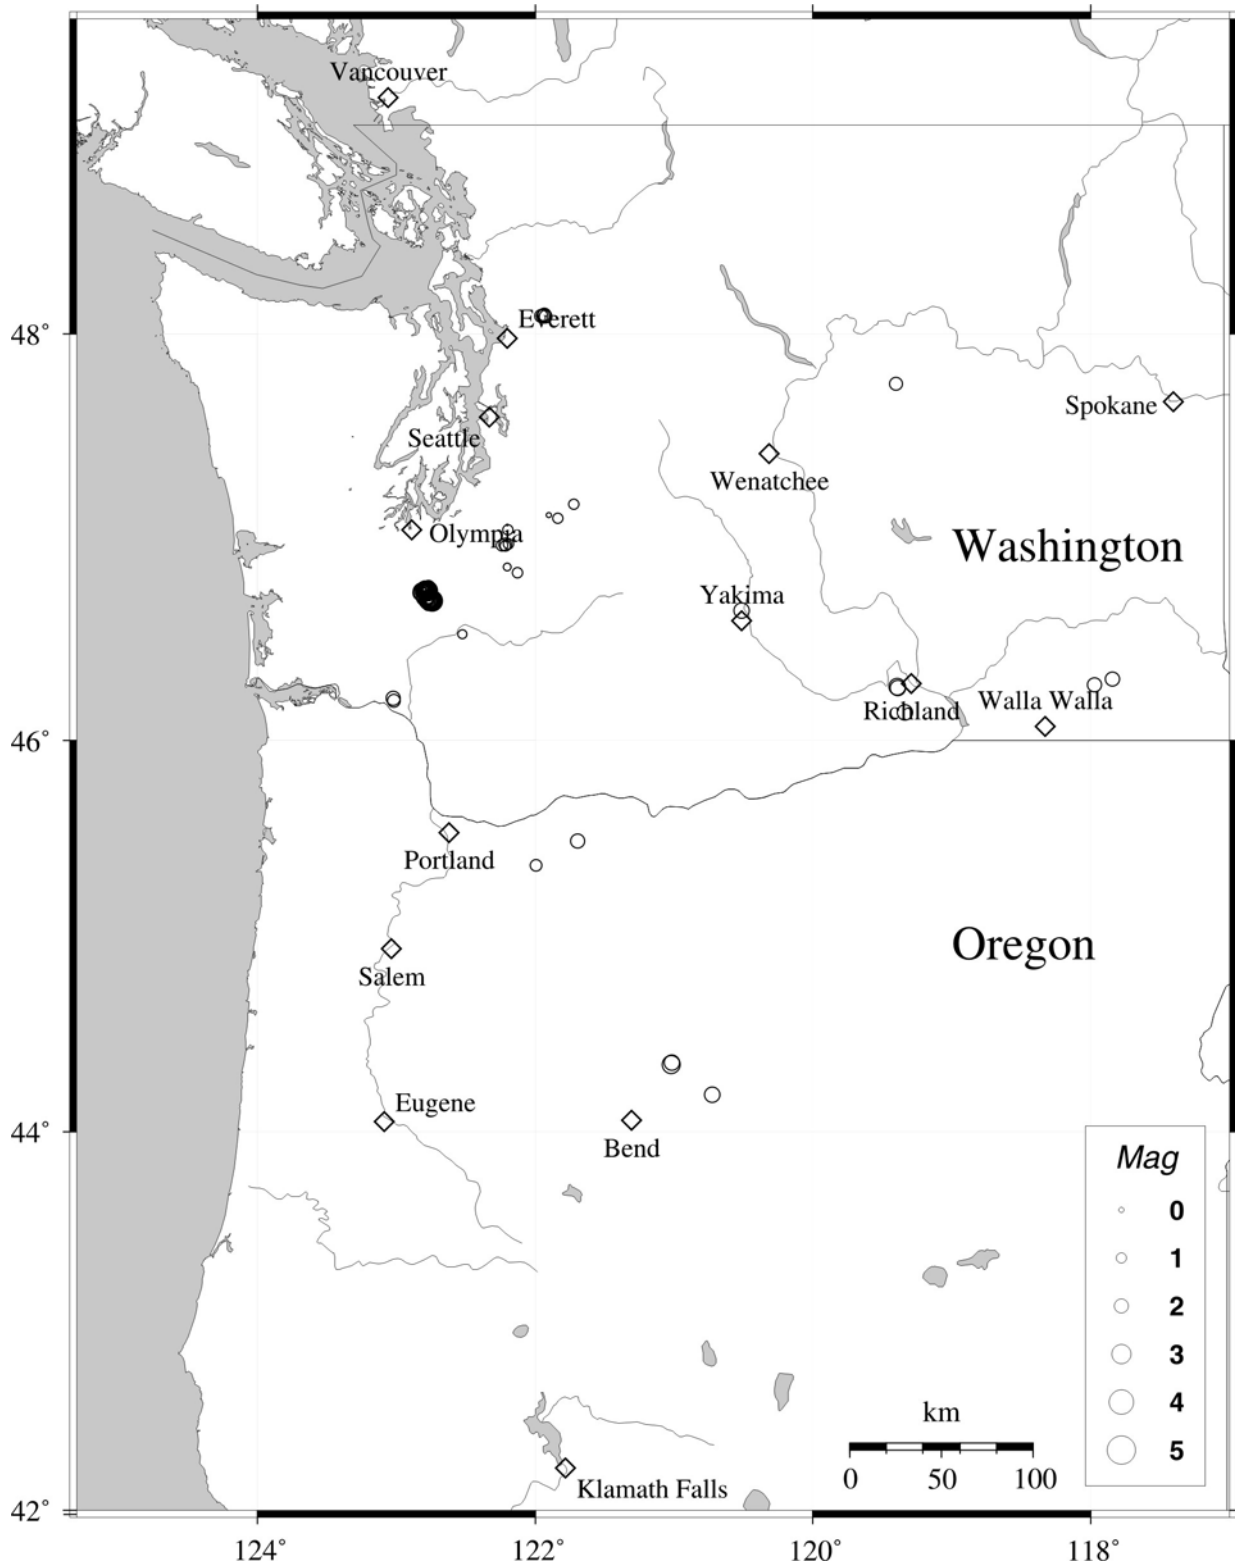 Vancouver
Everett
48°
Spokane
Seattle
Wenatchee
Olympia
Washington
Yakima
Walla Walla
Richland
46°
Portland
Oregon
Salem
Eugene
44°
Bend
Mag
0
1
2
3
4
5
km
0 50 100
Klamath Falls
42°
124° 122° 120° 118°